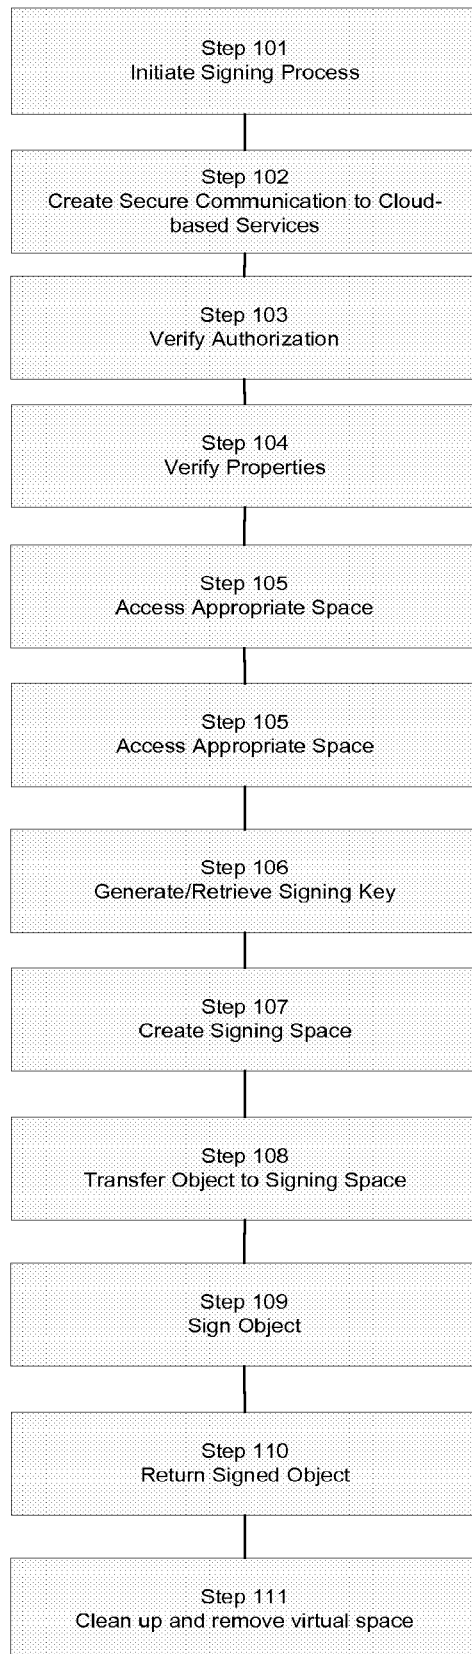 Step 101
Initiate Signing Process
Step 102
Create Secure Communication to Cloud-
based Services
Step 103
Verify Authorization
Step 104
Verify Properties
Step 105
Access Appropriate Space
Step 105
Access Appropriate Space
Step 106
Generate/Retrieve Signing Key
Step 107
Create Signing Space
Step 108
Transfer Object to Signing Space
Step 109
Sign Object
Step 110
Return Signed Object
Step 111
Clean up and remove virtual space